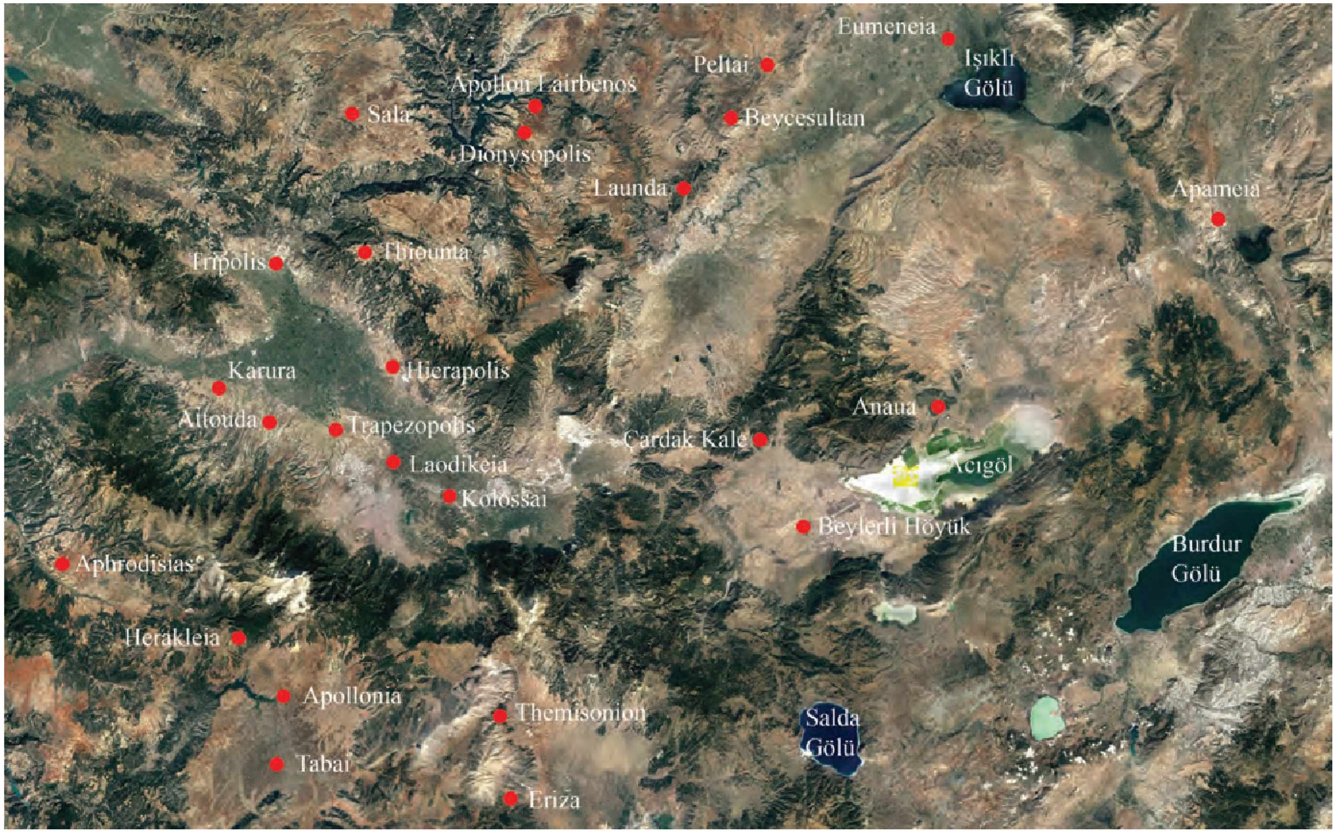 Eumeneia
Işıklı
Gölü
Peltai
Apollon Lairbenos
Sala
Beycesultan
Dionysopolis
Launda
Apameia
Thiounta
Tripolis
Karura
Hierapolis
Anaua
Attouda
Trapezopolis
Çardak Kale
Laodikeia
Acıgöl
Kolossai
Beylerli Höyük
Burdur
Gölü
Aphrodisias
Herakleia
Apollonia
Themisonion
Salda
Gölü
Tabai
Eriza